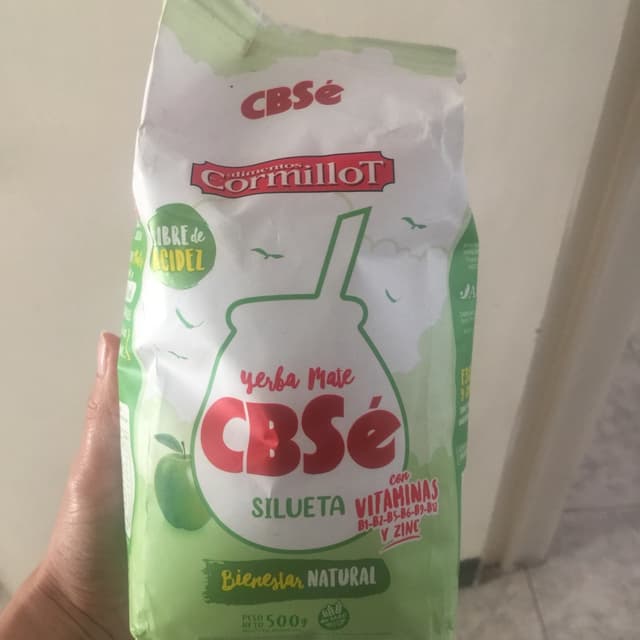 CBSé
alimentos
CormilloT
LIBRE de
ACIDEZ
yerba Mate
CBSé
SILUETA
con
VITAMINAS
B1-B2-B5-B6-B9-B12
Y ZINC
Bienestar NATURAL
PESO
NETO 500g